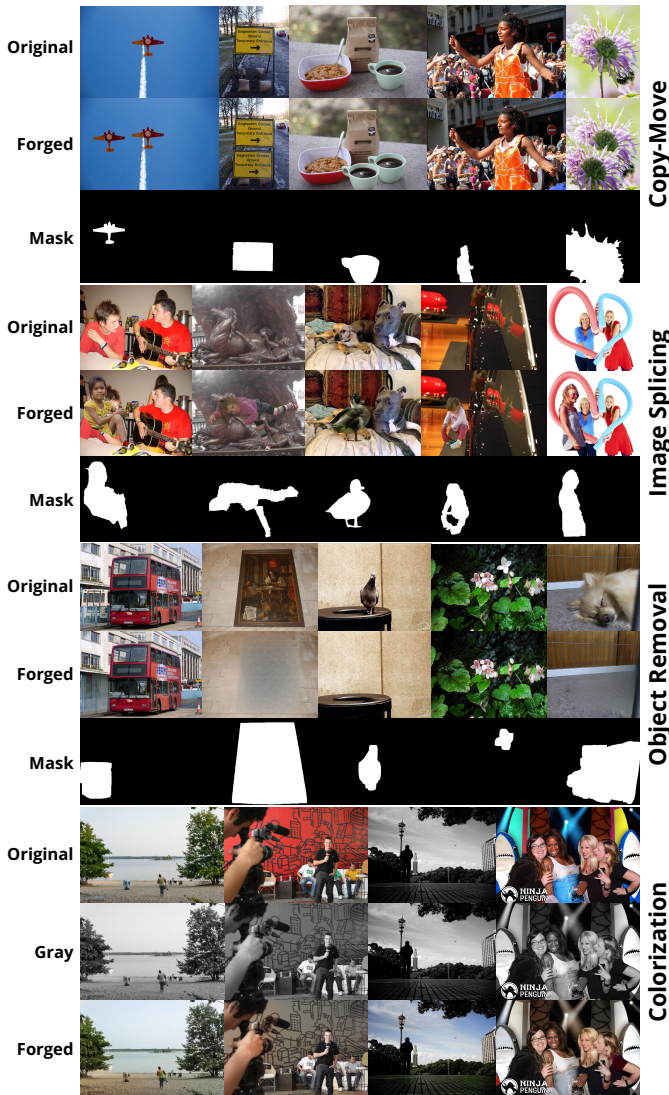 Original
Forged
Mask
Copy-Move
Original
Forged
Mask
Image Splicing
Original
Forged
Mask
Object Removal
Original
NINJA
PENGUIN
Gray
NINJA
PENGUIN
Forged
NINJA
PENGUIN
Colorization